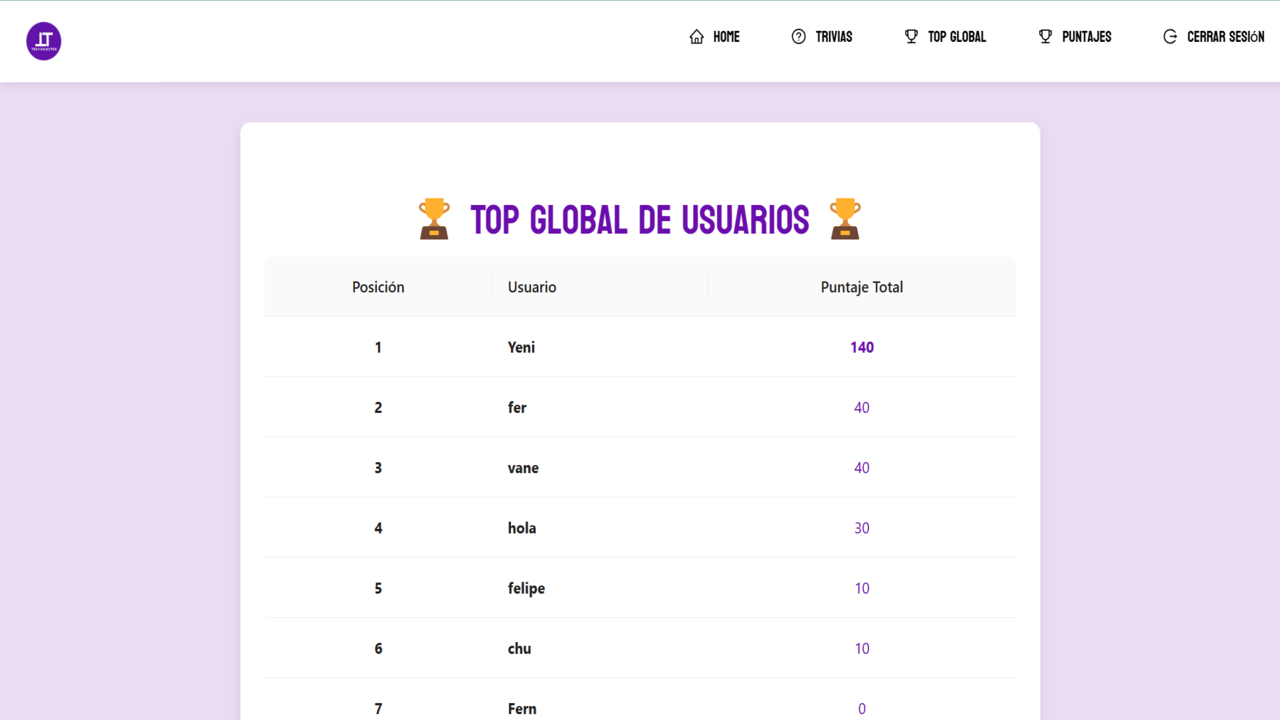 HOME TRIVIAS TOP GLOBAL PUNTAJES CERRAR SESIÓN
TOP GLOBAL DE USUARIOS
Posición Usuario Puntaje Total
1 Yeni 140
2 fer 40
3 vane 40
4 hola 30
5 felipe 10
6 chu 10
7 Fern 0